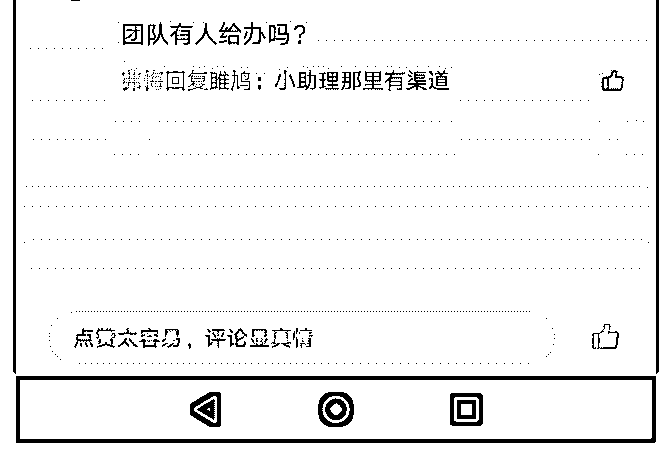 团队有人给办吗？
弗梅回复雎鸠：小助理那里有渠道
点赞太容易，评论显真情